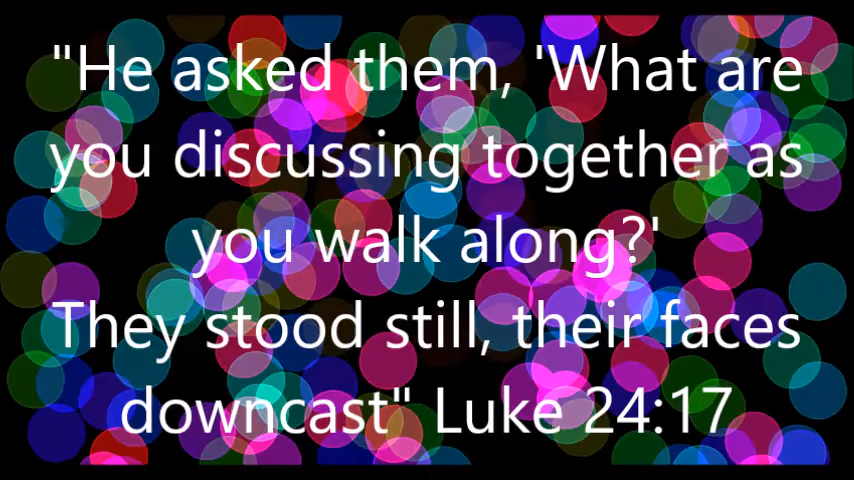 "He asked them, 'What are
you discussing together as
you walk along?'
They stood still, their faces
downcast" Luke 24:17